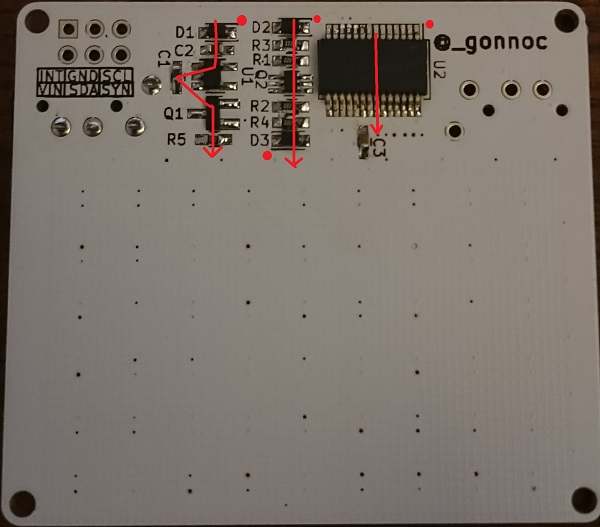 D1
C2
C1
U1
INT GND SCL
VIN SDA SYN
Q1
R5
D2
R3
R1
Q2
R2
R4
D3
U2
@_gonnoc
C3